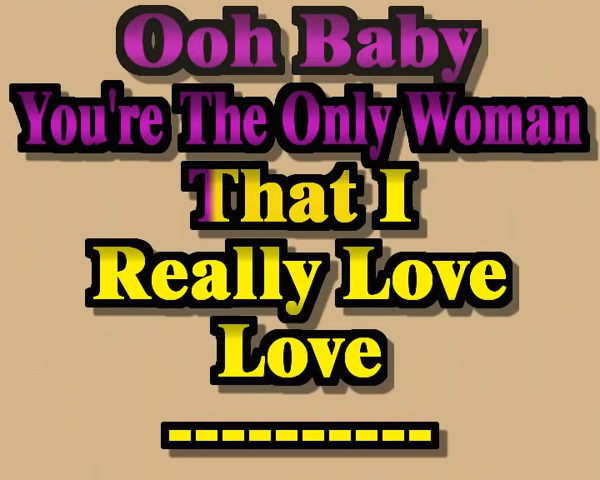 Ooh Baby
You're The Only Woman
That I
Really Love
Love
----------